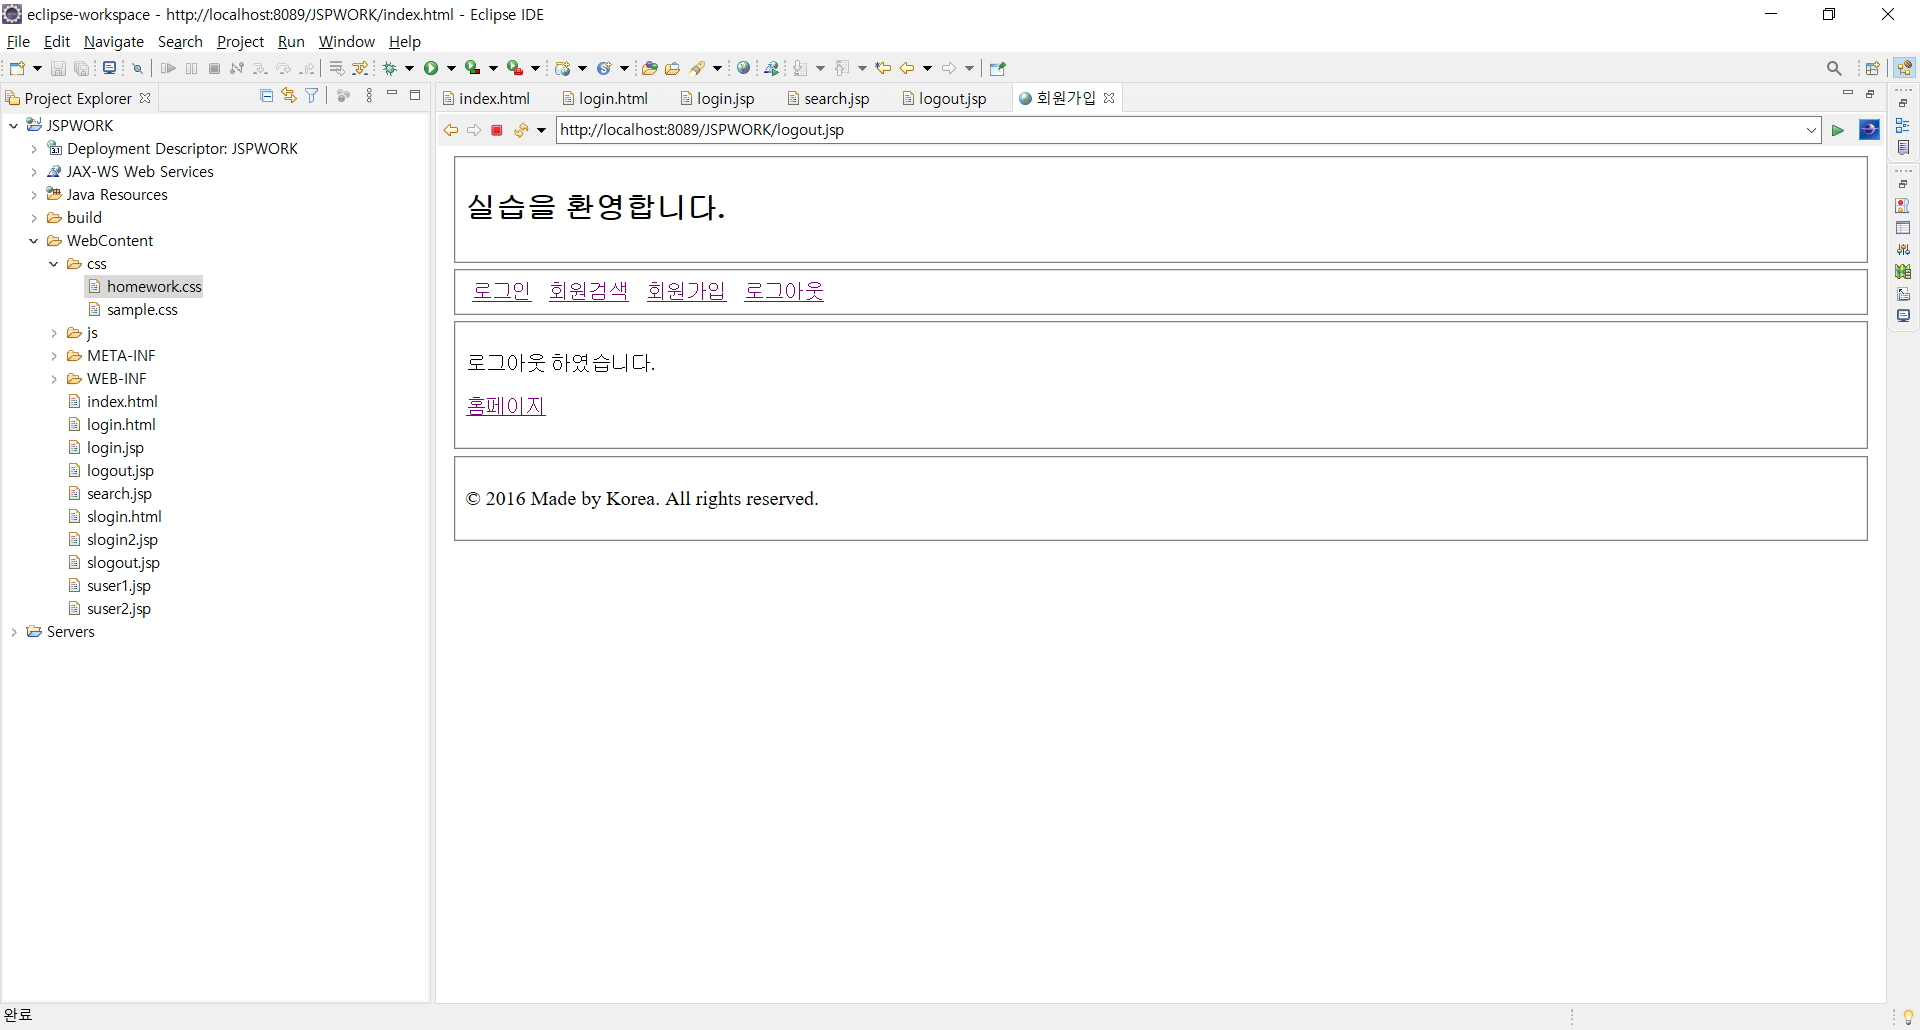 eclipse-workspace - http://localhost:8089/JSPWORK/index.html - Eclipse IDE
File Edit Navigate Search Project Run Window Help
Project Explorer
JSPWORK
Deployment Descriptor: JSPWORK
JAX-WS Web Services
Java Resources
build
WebContent
css
homework.css
sample.css
js
META-INF
WEB-INF
index.html
login.html
login.jsp
logout.jsp
search.jsp
slogin.html
slogin2.jsp
slogout.jsp
suser1.jsp
suser2.jsp
Servers
index.html login.html login.jsp search.jsp logout.jsp 회원가입
http://localhost:8089/JSPWORK/logout.jsp
실습을 환영합니다.
로그인 회원검색 회원가입 로그아웃
로그아웃 하였습니다.
홈페이지
© 2016 Made by Korea. All rights reserved.
완료